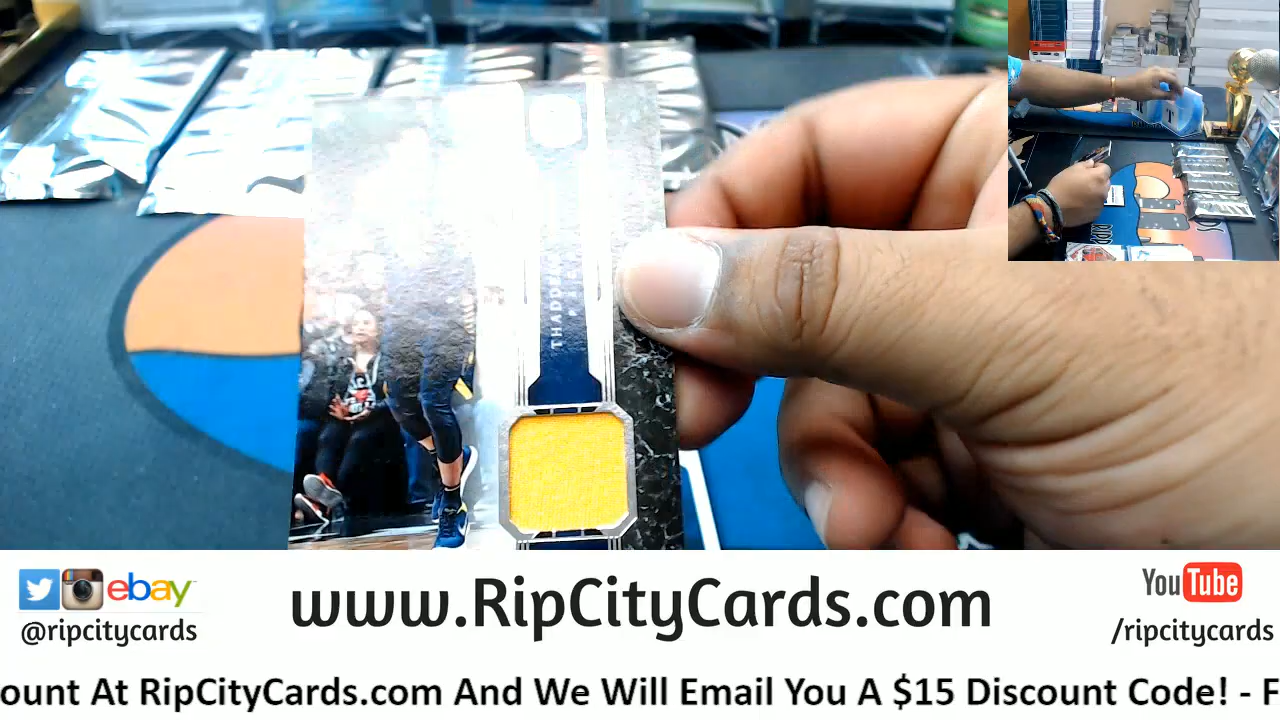 THADD
ebay
@ripcitycards
www.RipCityCards.com
YouTube
/ripcitycards
ount At RipCityCards.com And We Will Email You A $15 Discount Code! - F